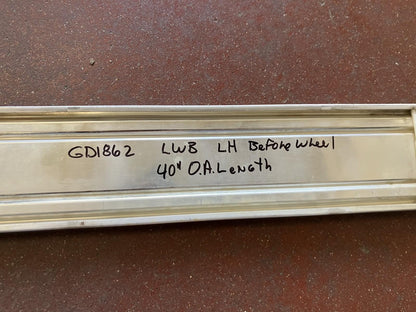 GD1862 LWB LH Before Wheel
40" O.A. Length